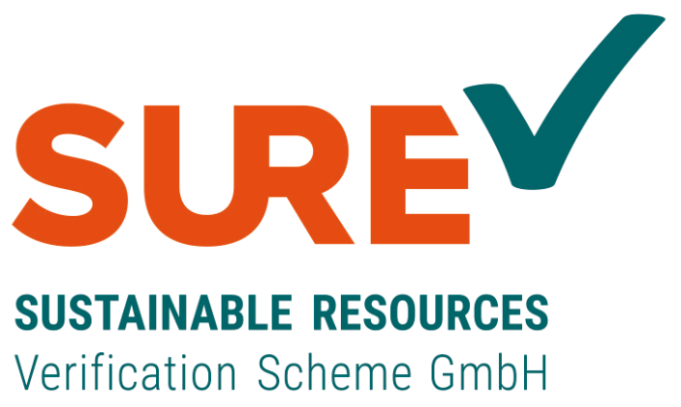 SURE
SUSTAINABLE RESOURCES
Verification Scheme GmbH